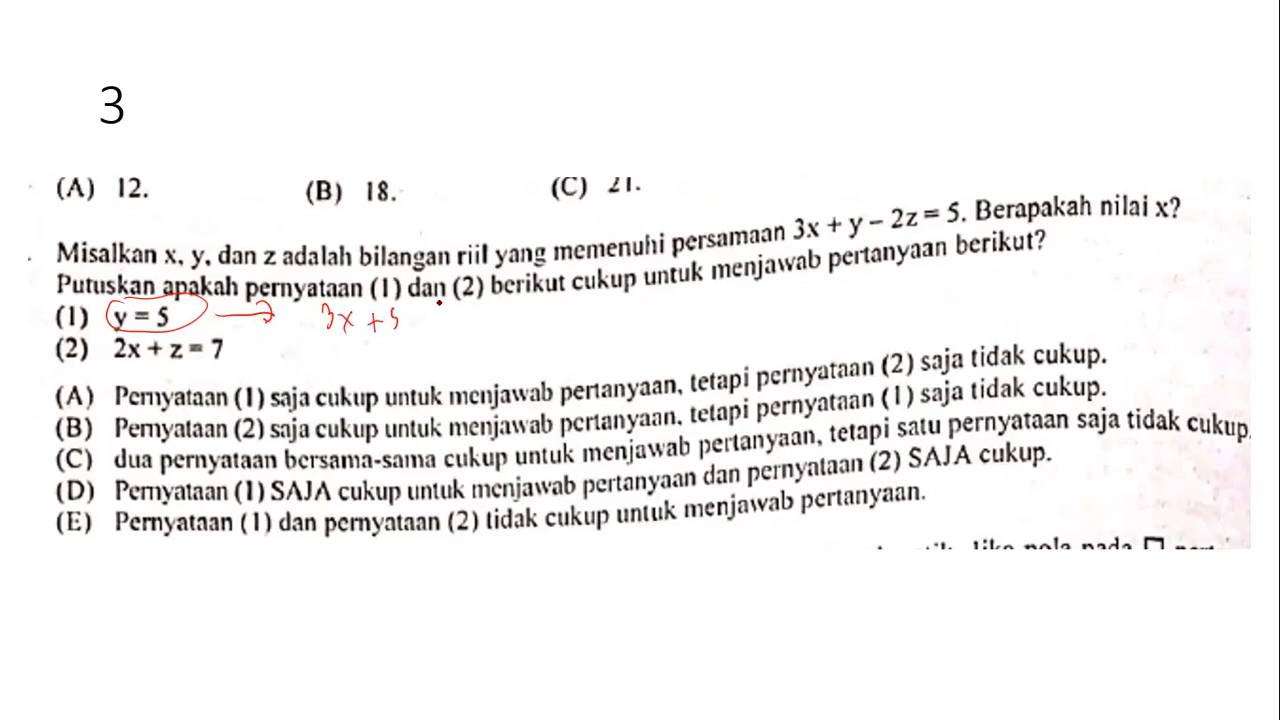 3
(A) 12. (B) 18. (C) 21.
Misalkan x, y, dan z adalah bilangan riil yang memenuhi persamaan 3x + y − 2z = 5. Berapakah nilai x?
Putuskan apakah pernyataan (1) dan (2) berikut cukup untuk menjawab pertanyaan berikut?
(1) y = 5 → 3x + 5
(2) 2x + z = 7
(A) Pernyataan (1) saja cukup untuk menjawab pertanyaan, tetapi pernyataan (2) saja tidak cukup.
(B) Pernyataan (2) saja cukup untuk menjawab pertanyaan, tetapi pernyataan (1) saja tidak cukup.
(C) dua pernyataan bersama-sama cukup untuk menjawab pertanyaan, tetapi satu pernyataan saja tidak cukup
(D) Pernyataan (1) SAJA cukup untuk menjawab pertanyaan dan pernyataan (2) SAJA cukup.
(E) Pernyataan (1) dan pernyataan (2) tidak cukup untuk menjawab pertanyaan.
Jika pola pada